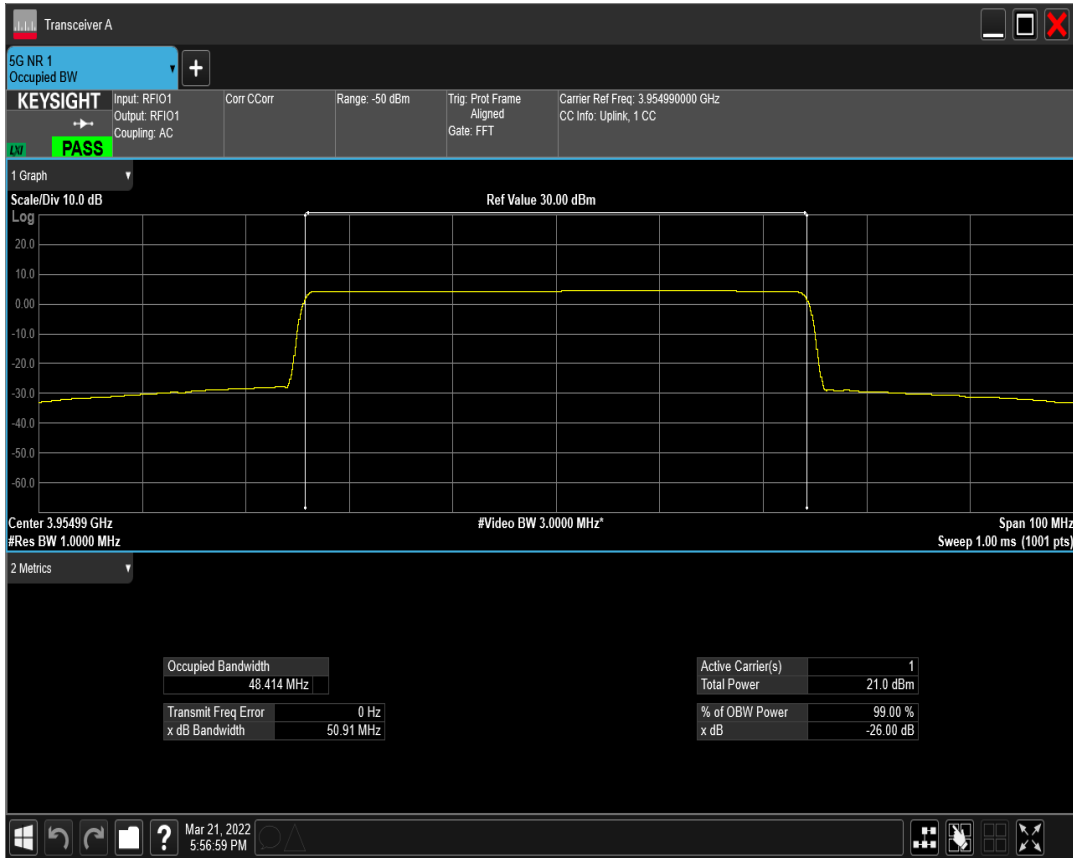 Transceiver A
5G NR 1
Occupied BW
KEYSIGHT
LXI
PASS
Input: RFIO1
Output: RFIO1
Coupling: AC
Corr CCorr
Range: -50 dBm
Trig: Prot Frame
Aligned
Gate: FFT
Carrier Ref Freq: 3.954990000 GHz
CC Info: Uplink, 1 CC
1 Graph
Scale/Div 10.0 dB
Ref Value 30.00 dBm
Log
20.0
10.0
0.00
-10.0
-20.0
-30.0
-40.0
-50.0
-60.0
Center 3.95499 GHz
#Video BW 3.0000 MHz*
Span 100 MHz
#Res BW 1.0000 MHz
Sweep 1.00 ms (1001 pts)
2 Metrics
Occupied Bandwidth
48.414 MHz
Transmit Freq Error 0 Hz
x dB Bandwidth 50.91 MHz
Active Carrier(s) 1
Total Power 21.0 dBm
% of OBW Power 99.00 %
x dB -26.00 dB
?
Mar 21, 2022
5:56:59 PM